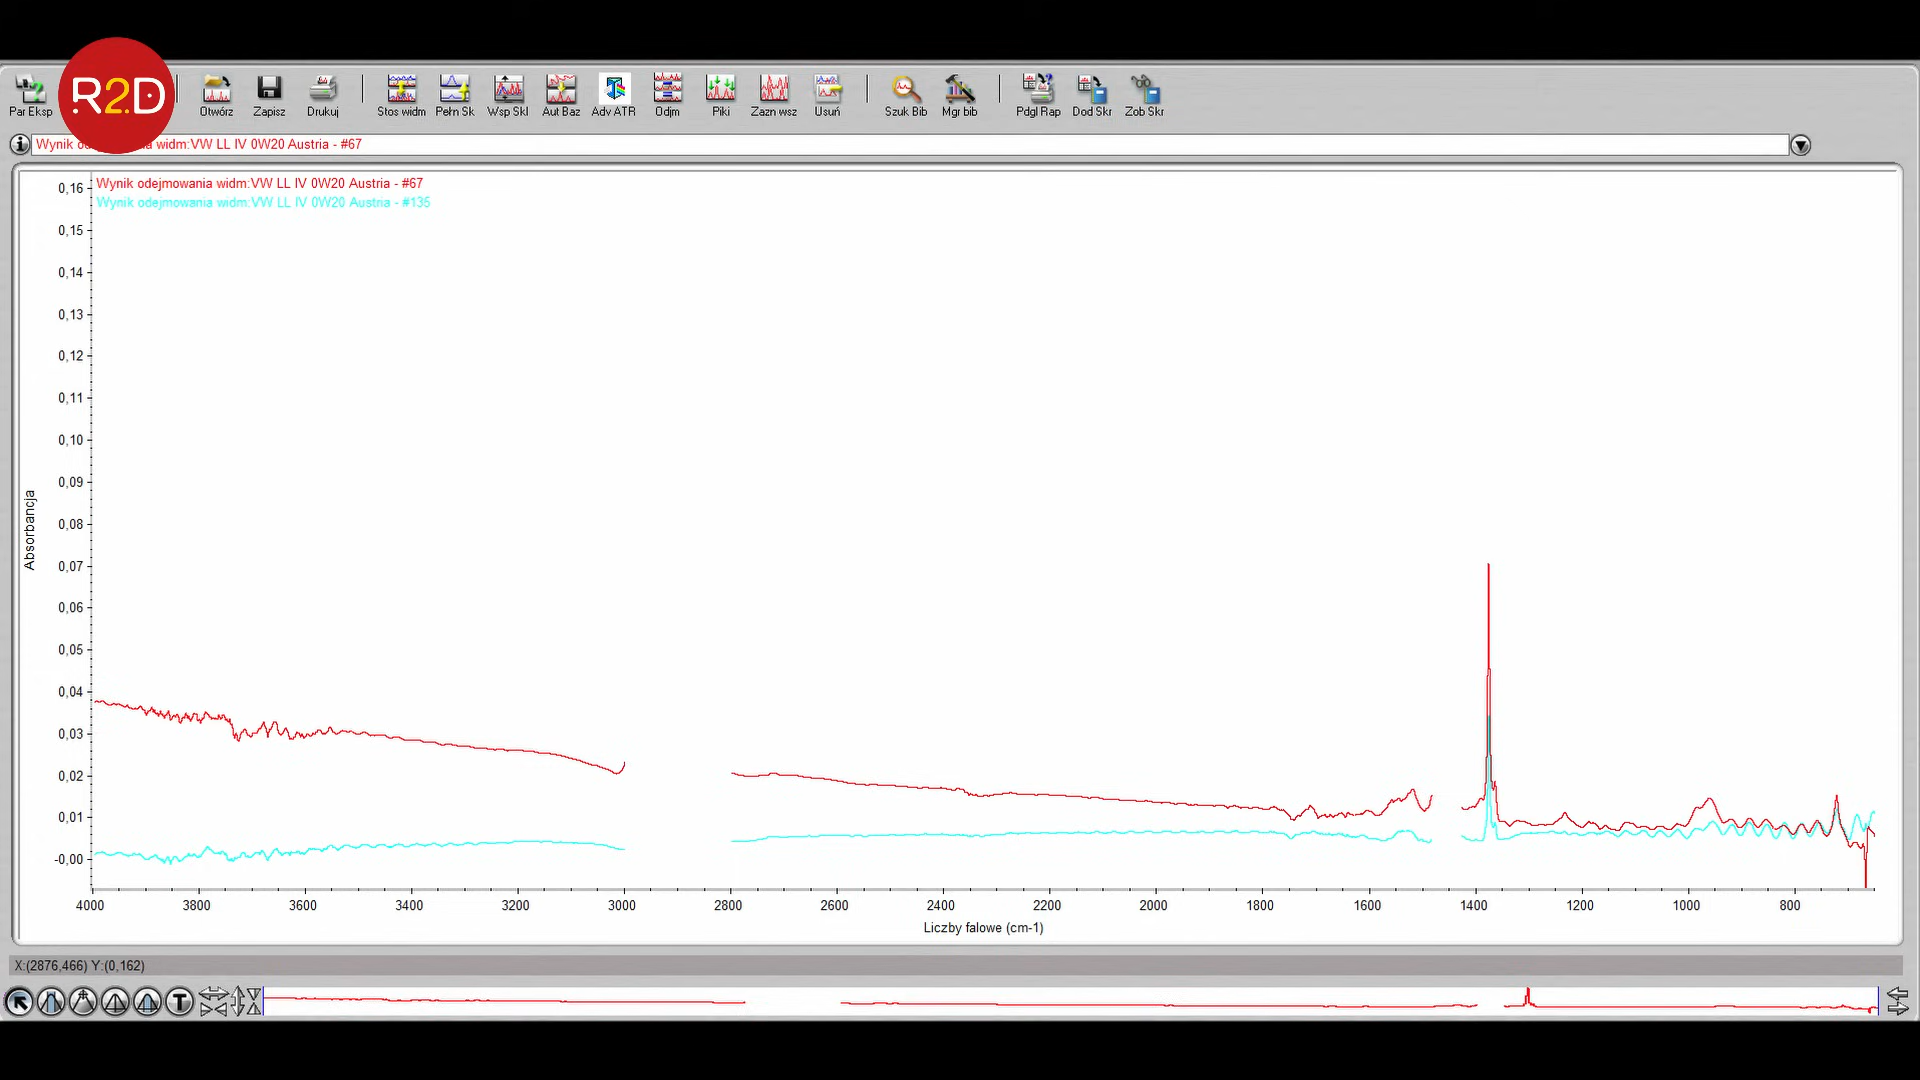 R2D
Par Eksp Otwórz Zapisz Drukuj Stos widm Pełn Sk Wsp Skl Aut Baz Adv ATR Odjm Piki Zazn wsz Usuń Szuk Bib Mgr bib Pdgl Rap Dod Skr Zob Skr
Wynik widm:VW LL IV 0W20 Austria - #67
Wynik odejmowania widm:VW LL IV 0W20 Austria - #67
Wynik odejmowania widm:VW LL IV 0W20 Austria - #135
0,16
0,15
0,14
0,13
0,12
0,11
0,10
0,09
0,08
0,07
0,06
0,05
0,04
0,03
0,02
0,01
-0,00
Absorbancja
4000 3800 3600 3400 3200 3000 2800 2600 2400 2200 2000 1800 1600 1400 1200 1000 800
Liczby falowe (cm-1)
X:(2876,466) Y:(0,162)
T